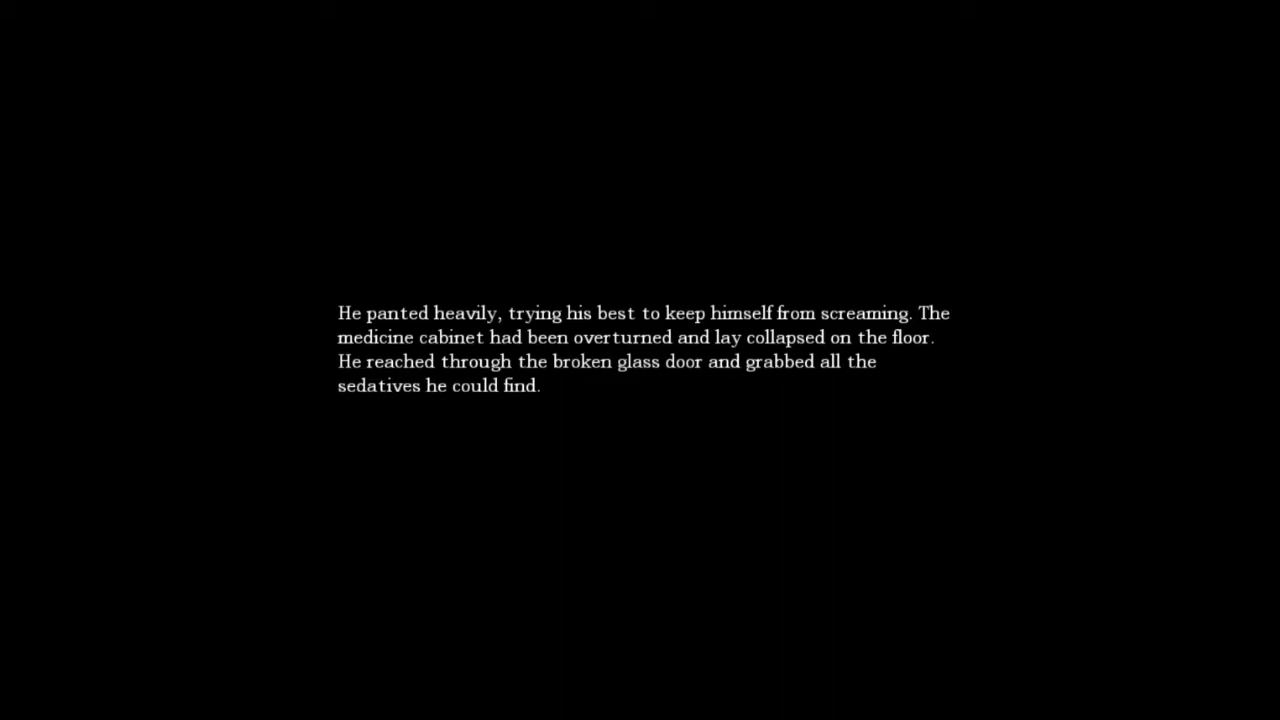 He panted heavily, trying his best to keep himself from screaming. The
medicine cabinet had been overturned and lay collapsed on the floor.
He reached through the broken glass door and grabbed all the
sedatives he could find.